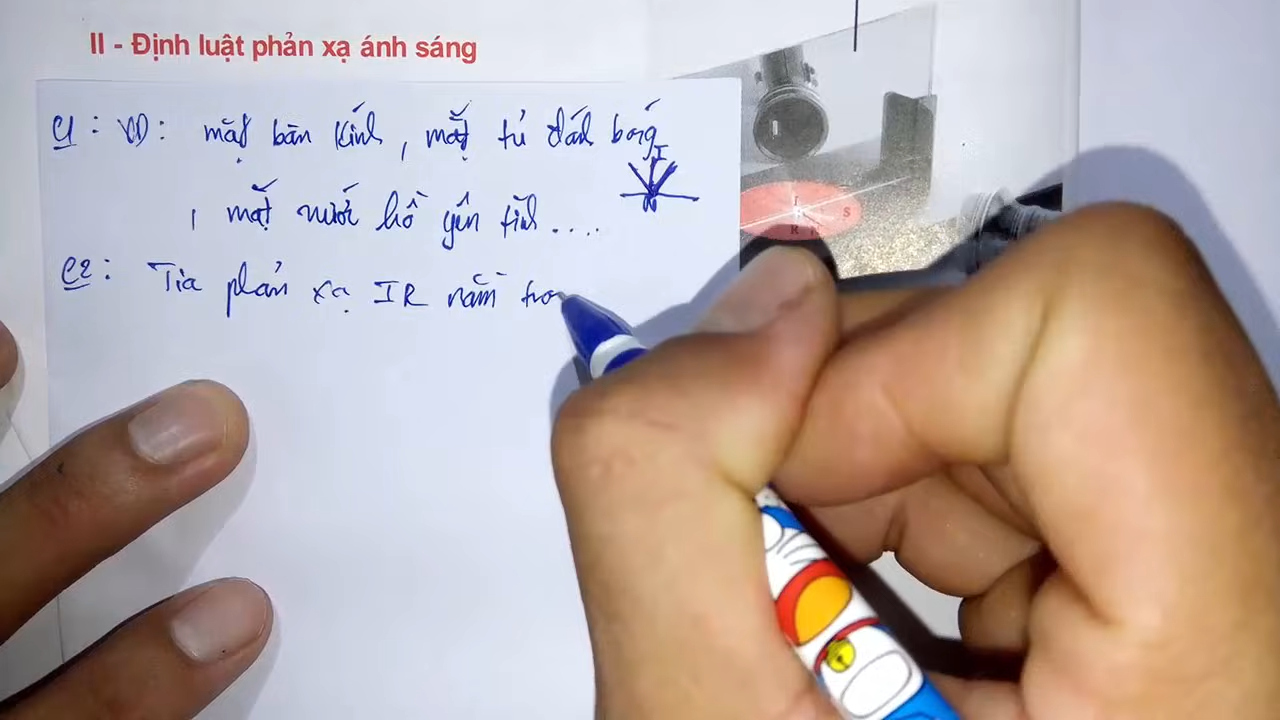 II - Định luật phản xạ ánh sáng
C1 : VD : mặt bàn kính , mặt tủ đánh bóng
I
, mặt nước hồ yên tĩnh ....
C2 : Tia phản xạ IR nằm tro
I
S
R